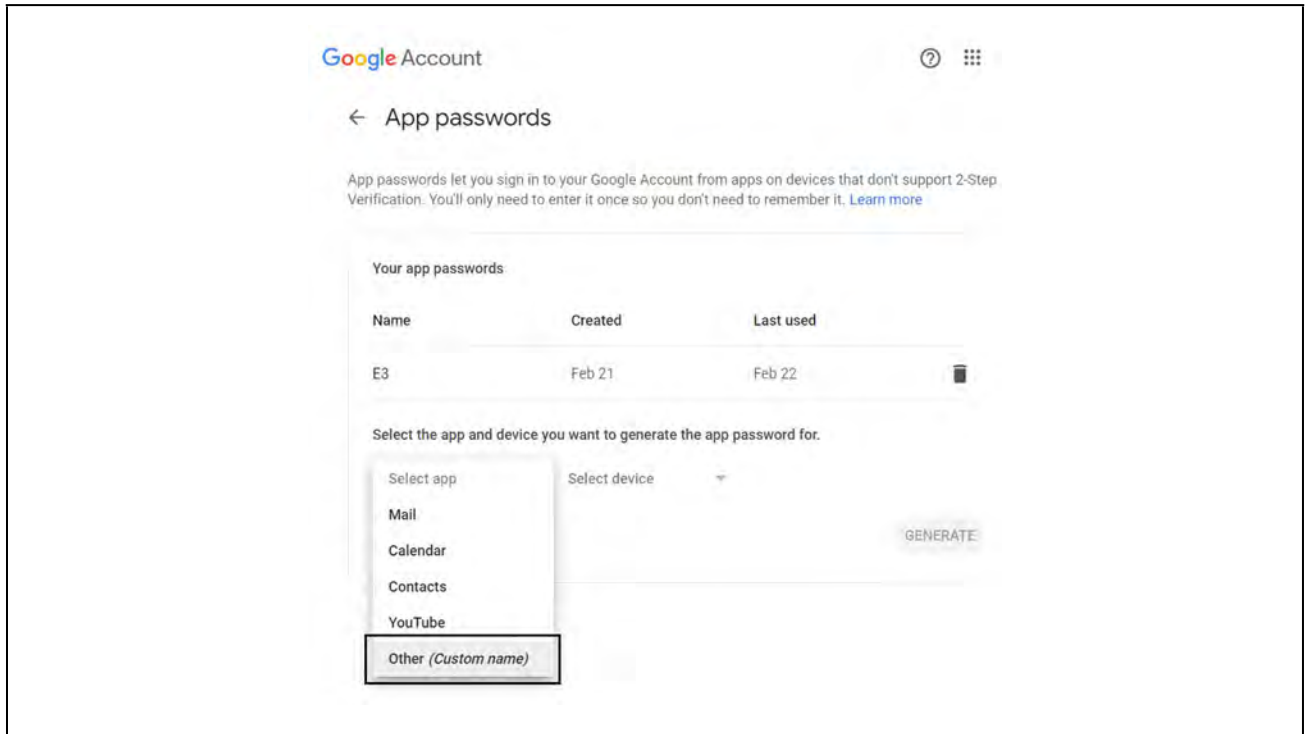 Google Account
App passwords
App passwords let you sign in to your Google Account from apps on devices that don't support 2-Step
Verification. You'll only need to enter it once so you don't need to remember it. Learn more
Your app passwords
Name Created Last used
E3 Feb 21 Feb 22
Select the app and device you want to generate the app password for.
Select app Select device
Mail
GENERATE
Calendar
Contacts
YouTube
Other (Custom name)